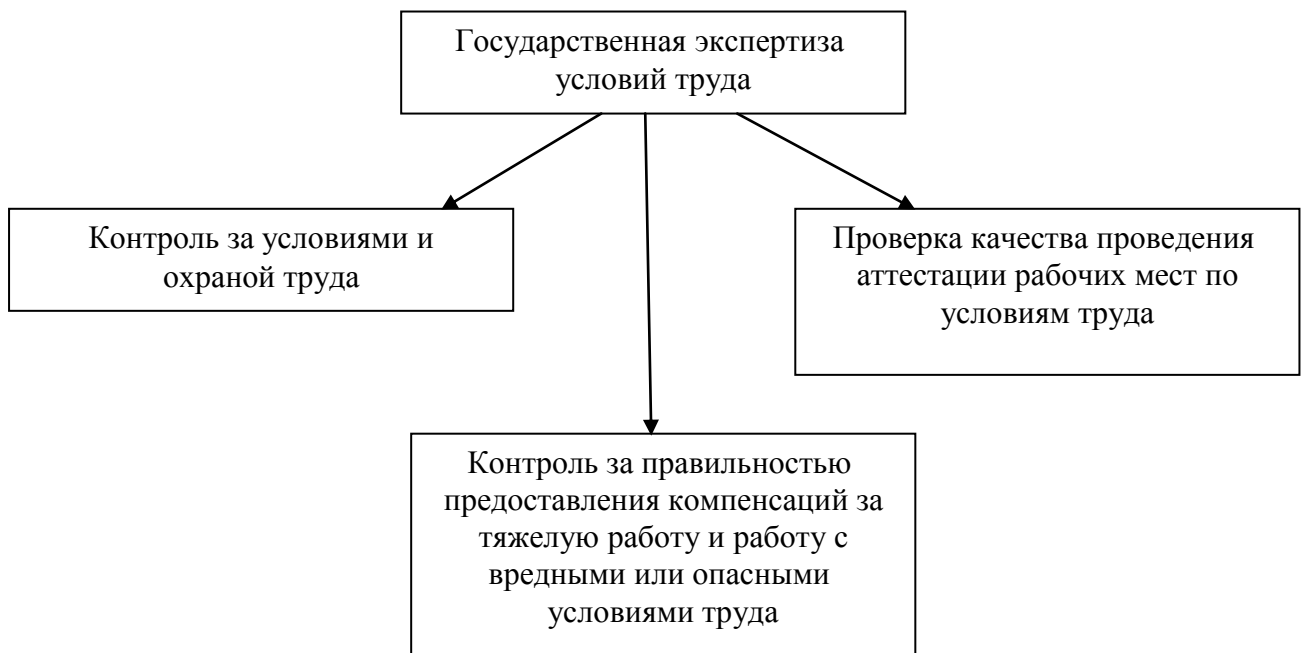 Государственная экспертиза
условий труда
Контроль за условиями и
охраной труда
Проверка качества проведения
аттестации рабочих мест по
условиям труда
Контроль за правильностью
предоставления компенсаций за
тяжелую работу и работу с
вредными или опасными
условиями труда